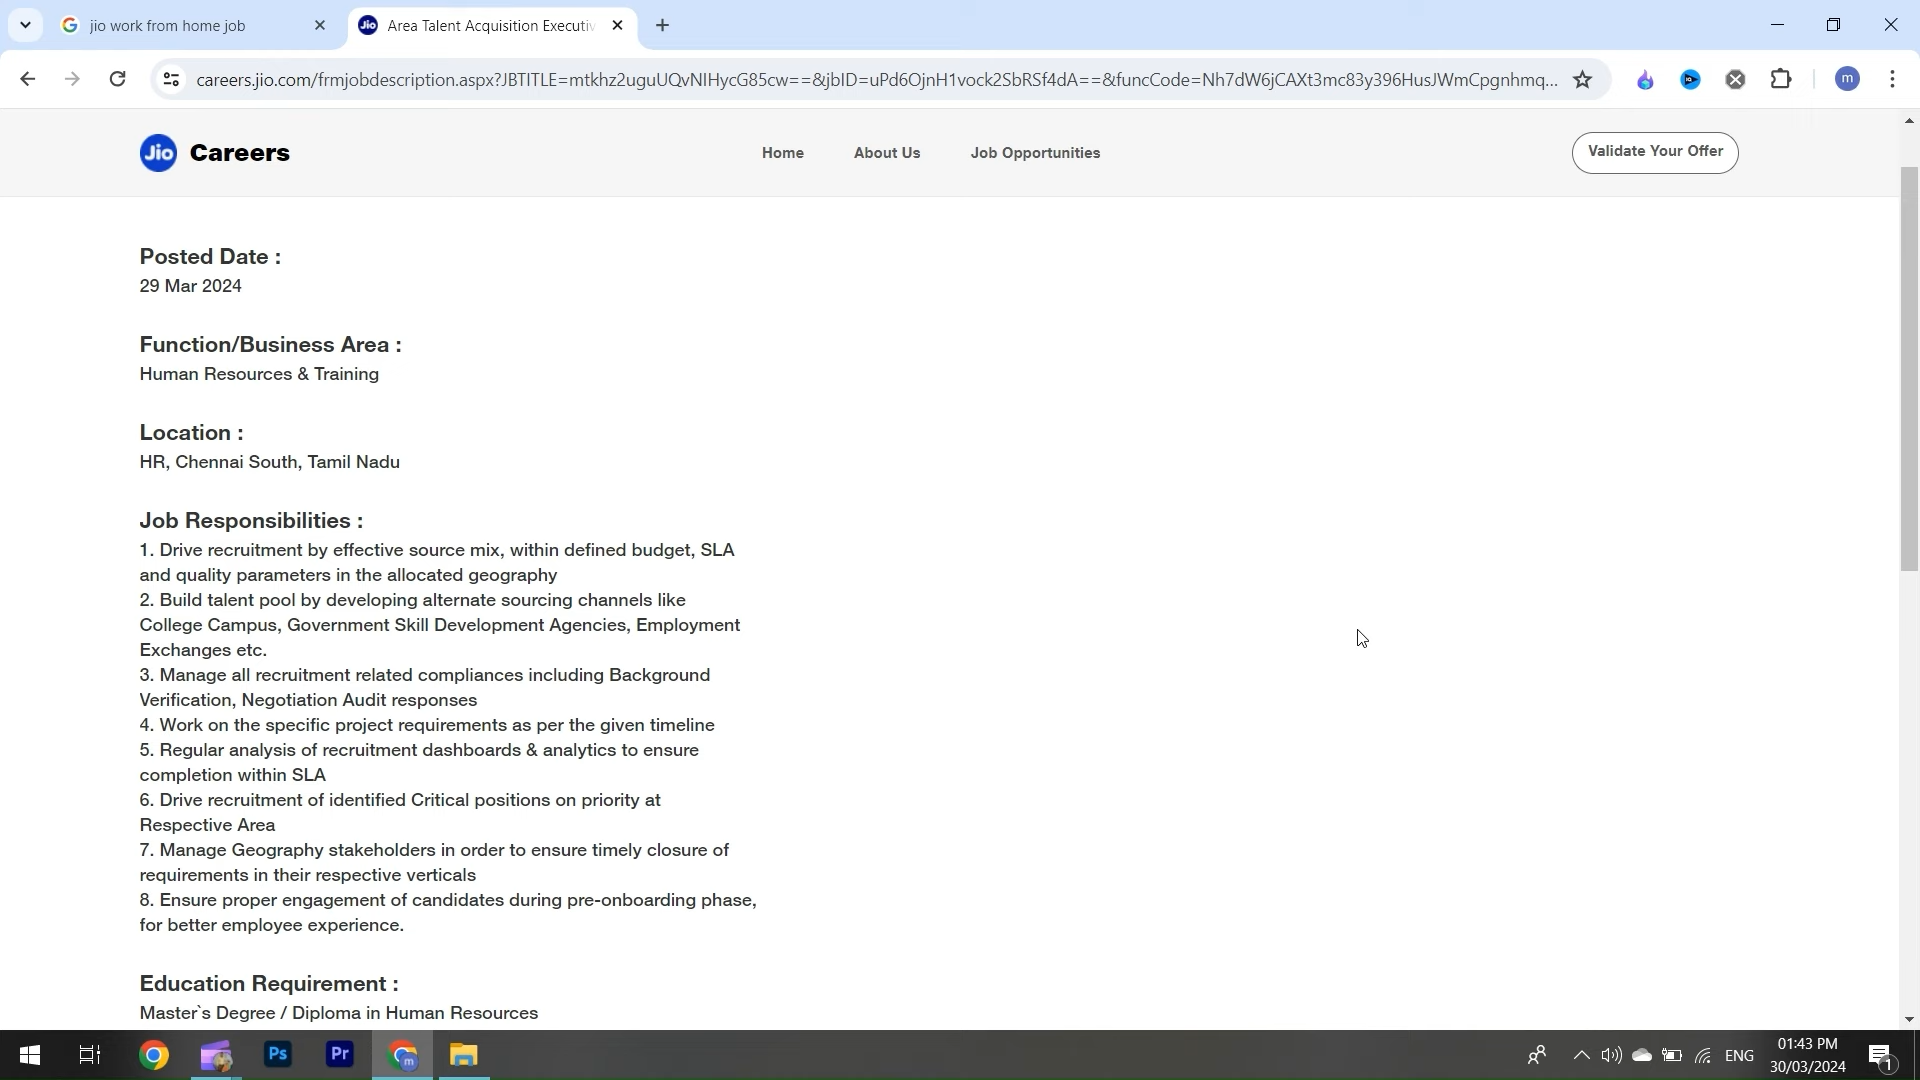 jio work from home job
Area Talent Acquisition Executiv
careers.jio.com/frmjobdescription.aspx?JBTITLE=mtkhz2uguUQvNIHycG85cw==&jbID=uPd6OjnH1vock2SbRSf4dA==&funcCode=Nh7dW6jCAXt3mc83y396HusJWmCpgnhmq...
m
Jio Careers
Home
About Us
Job Opportunities
Validate Your Offer
Posted Date :
29 Mar 2024
Function/Business Area :
Human Resources & Training
Location :
HR, Chennai South, Tamil Nadu
Job Responsibilities :
1. Drive recruitment by effective source mix, within defined budget, SLA
and quality parameters in the allocated geography
2. Build talent pool by developing alternate sourcing channels like
College Campus, Government Skill Development Agencies, Employment
Exchanges etc.
3. Manage all recruitment related compliances including Background
Verification, Negotiation Audit responses
4. Work on the specific project requirements as per the given timeline
5. Regular analysis of recruitment dashboards & analytics to ensure
completion within SLA
6. Drive recruitment of identified Critical positions on priority at
Respective Area
7. Manage Geography stakeholders in order to ensure timely closure of
requirements in their respective verticals
8. Ensure proper engagement of candidates during pre-onboarding phase,
for better employee experience.
Education Requirement :
Master`s Degree / Diploma in Human Resources
Ps
Pr
m
ENG
01:43 PM
30/03/2024
1